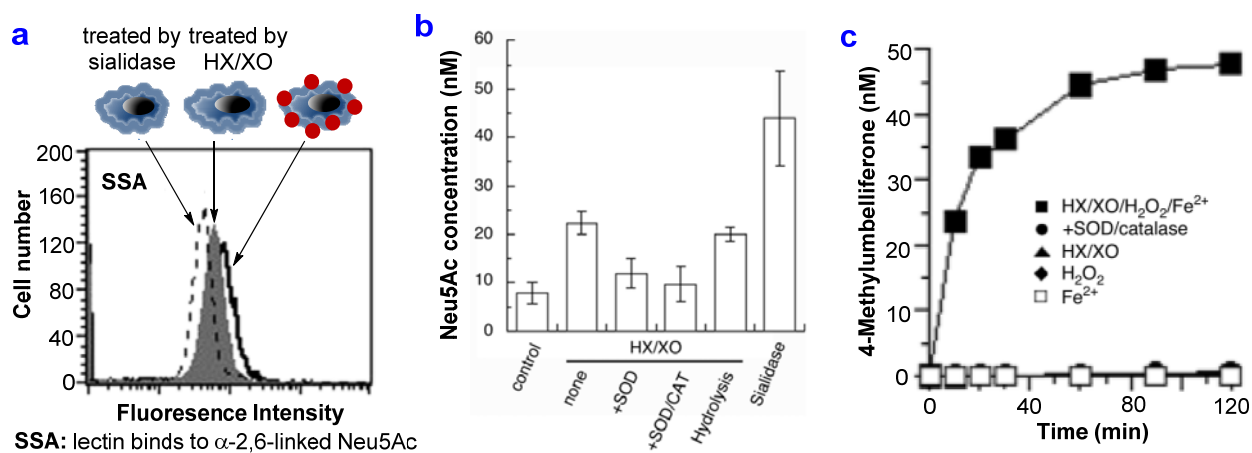 a
treated by
sialidase
treated by
HX/XO
200
160
120
80
40
0
SSA
Cell number
Fluoresence Intensity
SSA: lectin binds to α-2,6-linked Neu5Ac
b
Neu5Ac concentration (nM)
60
50
40
30
20
10
0
control
none
+SOD
+SOD/CAT
Hydrolysis
Sialidase
HX/XO
c
4-Methylumbelliferone (nM)
50
40
30
20
10
0
HX/XO/H₂O₂/Fe²⁺
+SOD/catalase
HX/XO
H₂O₂
Fe²⁺
0
40
80
120
Time (min)